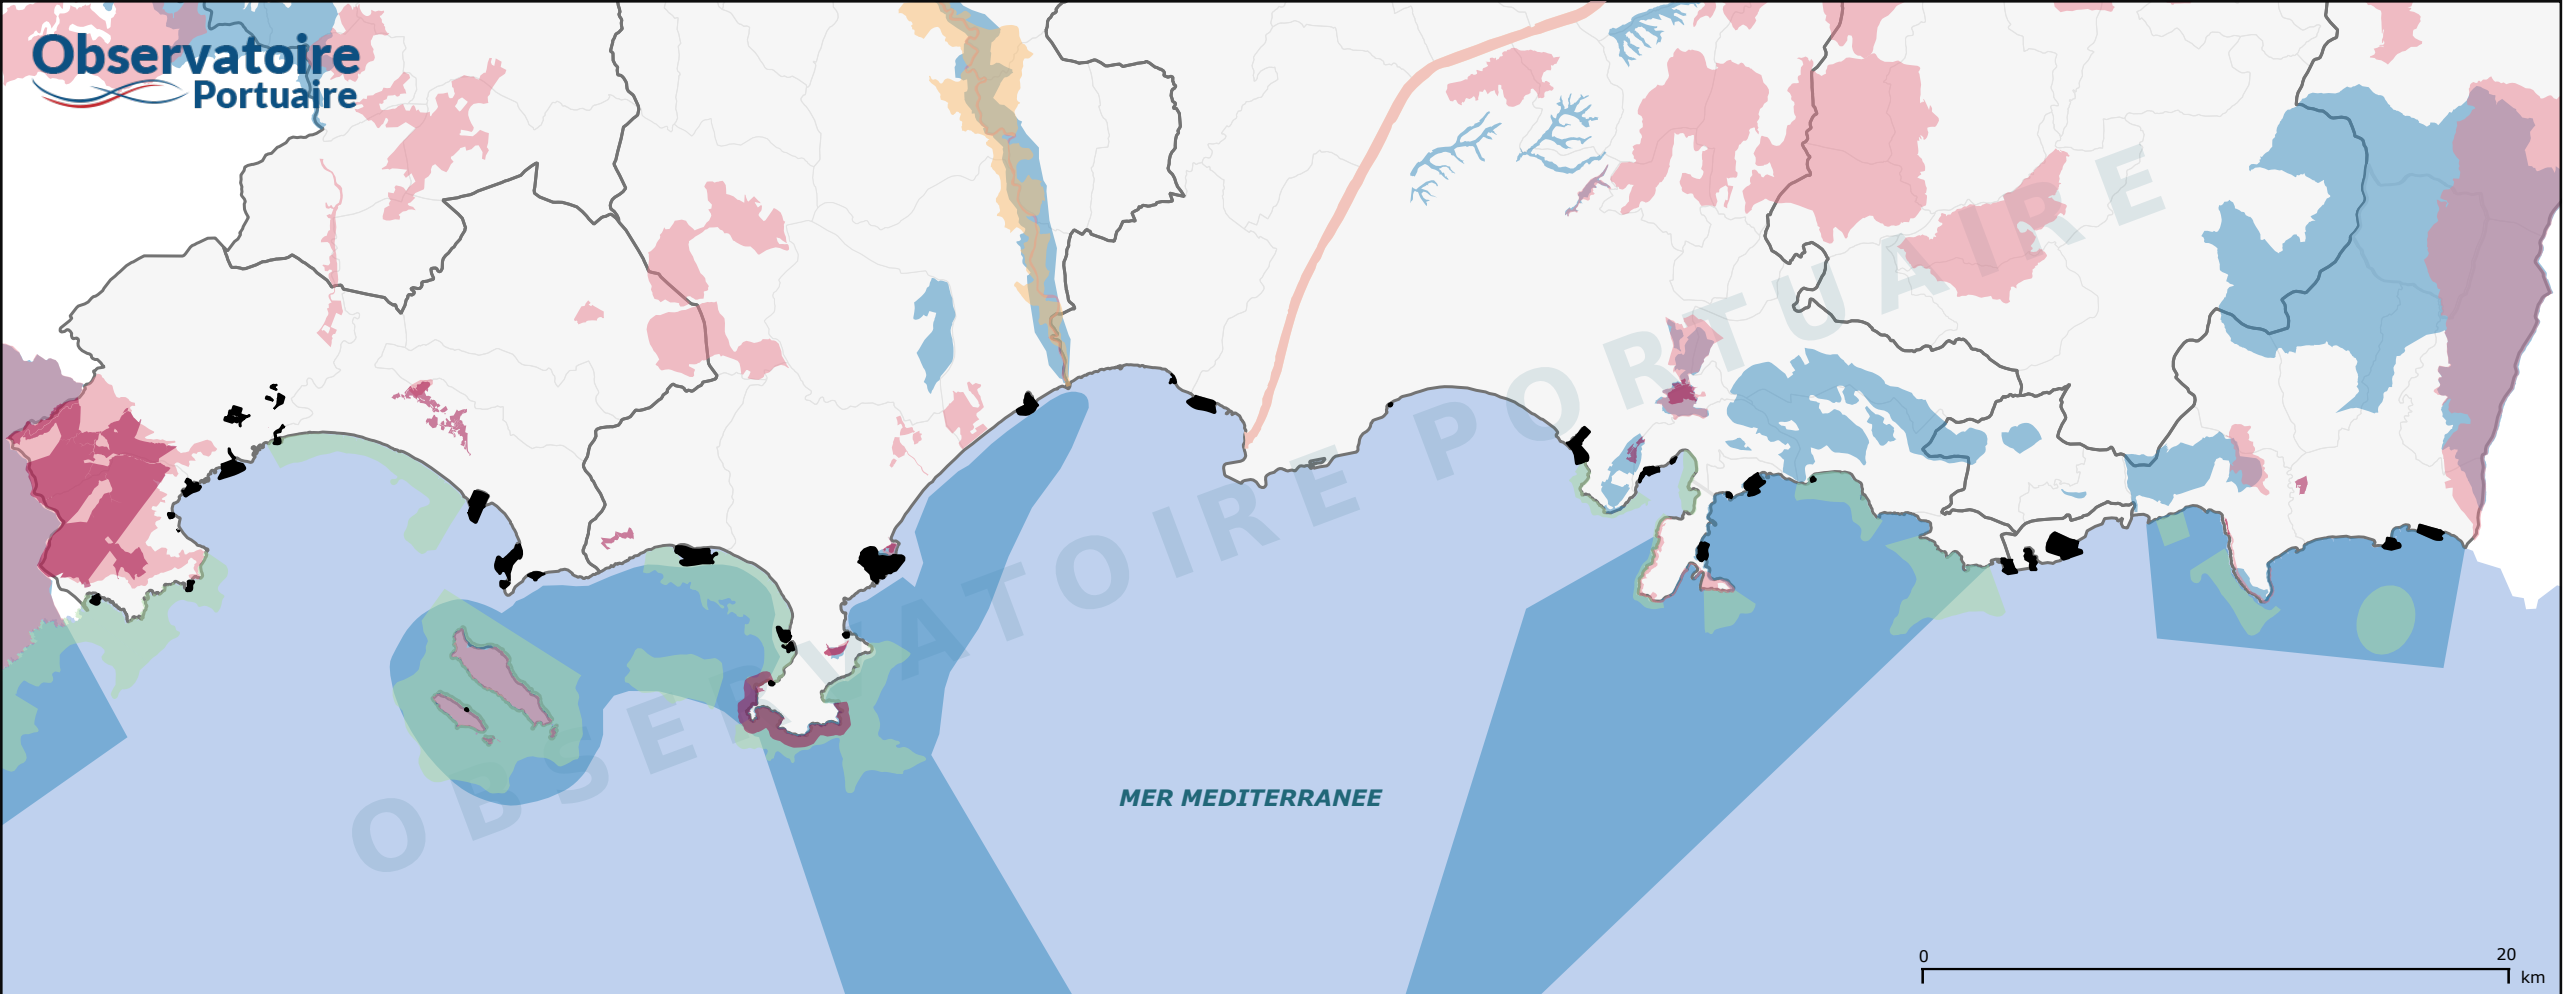 Observatoire
Portuaire
OBSERVATOIRE PORTUAIRE
MER MEDITERRANEE
0 20
km